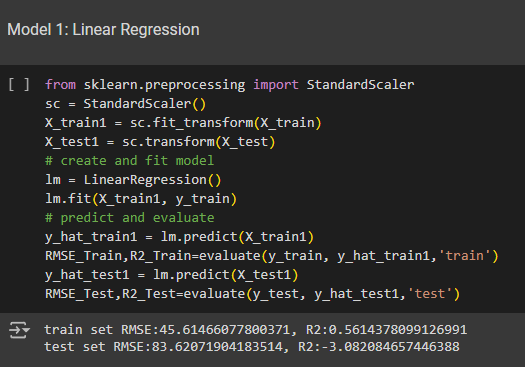 Model 1: Linear Regression
[ ] from sklearn.preprocessing import StandardScaler
sc = StandardScaler()
X_train1 = sc.fit_transform(X_train)
X_test1 = sc.transform(X_test)
# create and fit model
lm = LinearRegression()
lm.fit(X_train1, y_train)
# predict and evaluate
y_hat_train1 = lm.predict(X_train1)
RMSE_Train,R2_Train=evaluate(y_train, y_hat_train1,'train')
y_hat_test1 = lm.predict(X_test1)
RMSE_Test,R2_Test=evaluate(y_test, y_hat_test1,'test')
train set RMSE:45.61466077800371, R2:0.5614378099126991
test set RMSE:83.62071904183514, R2:-3.082084657446388